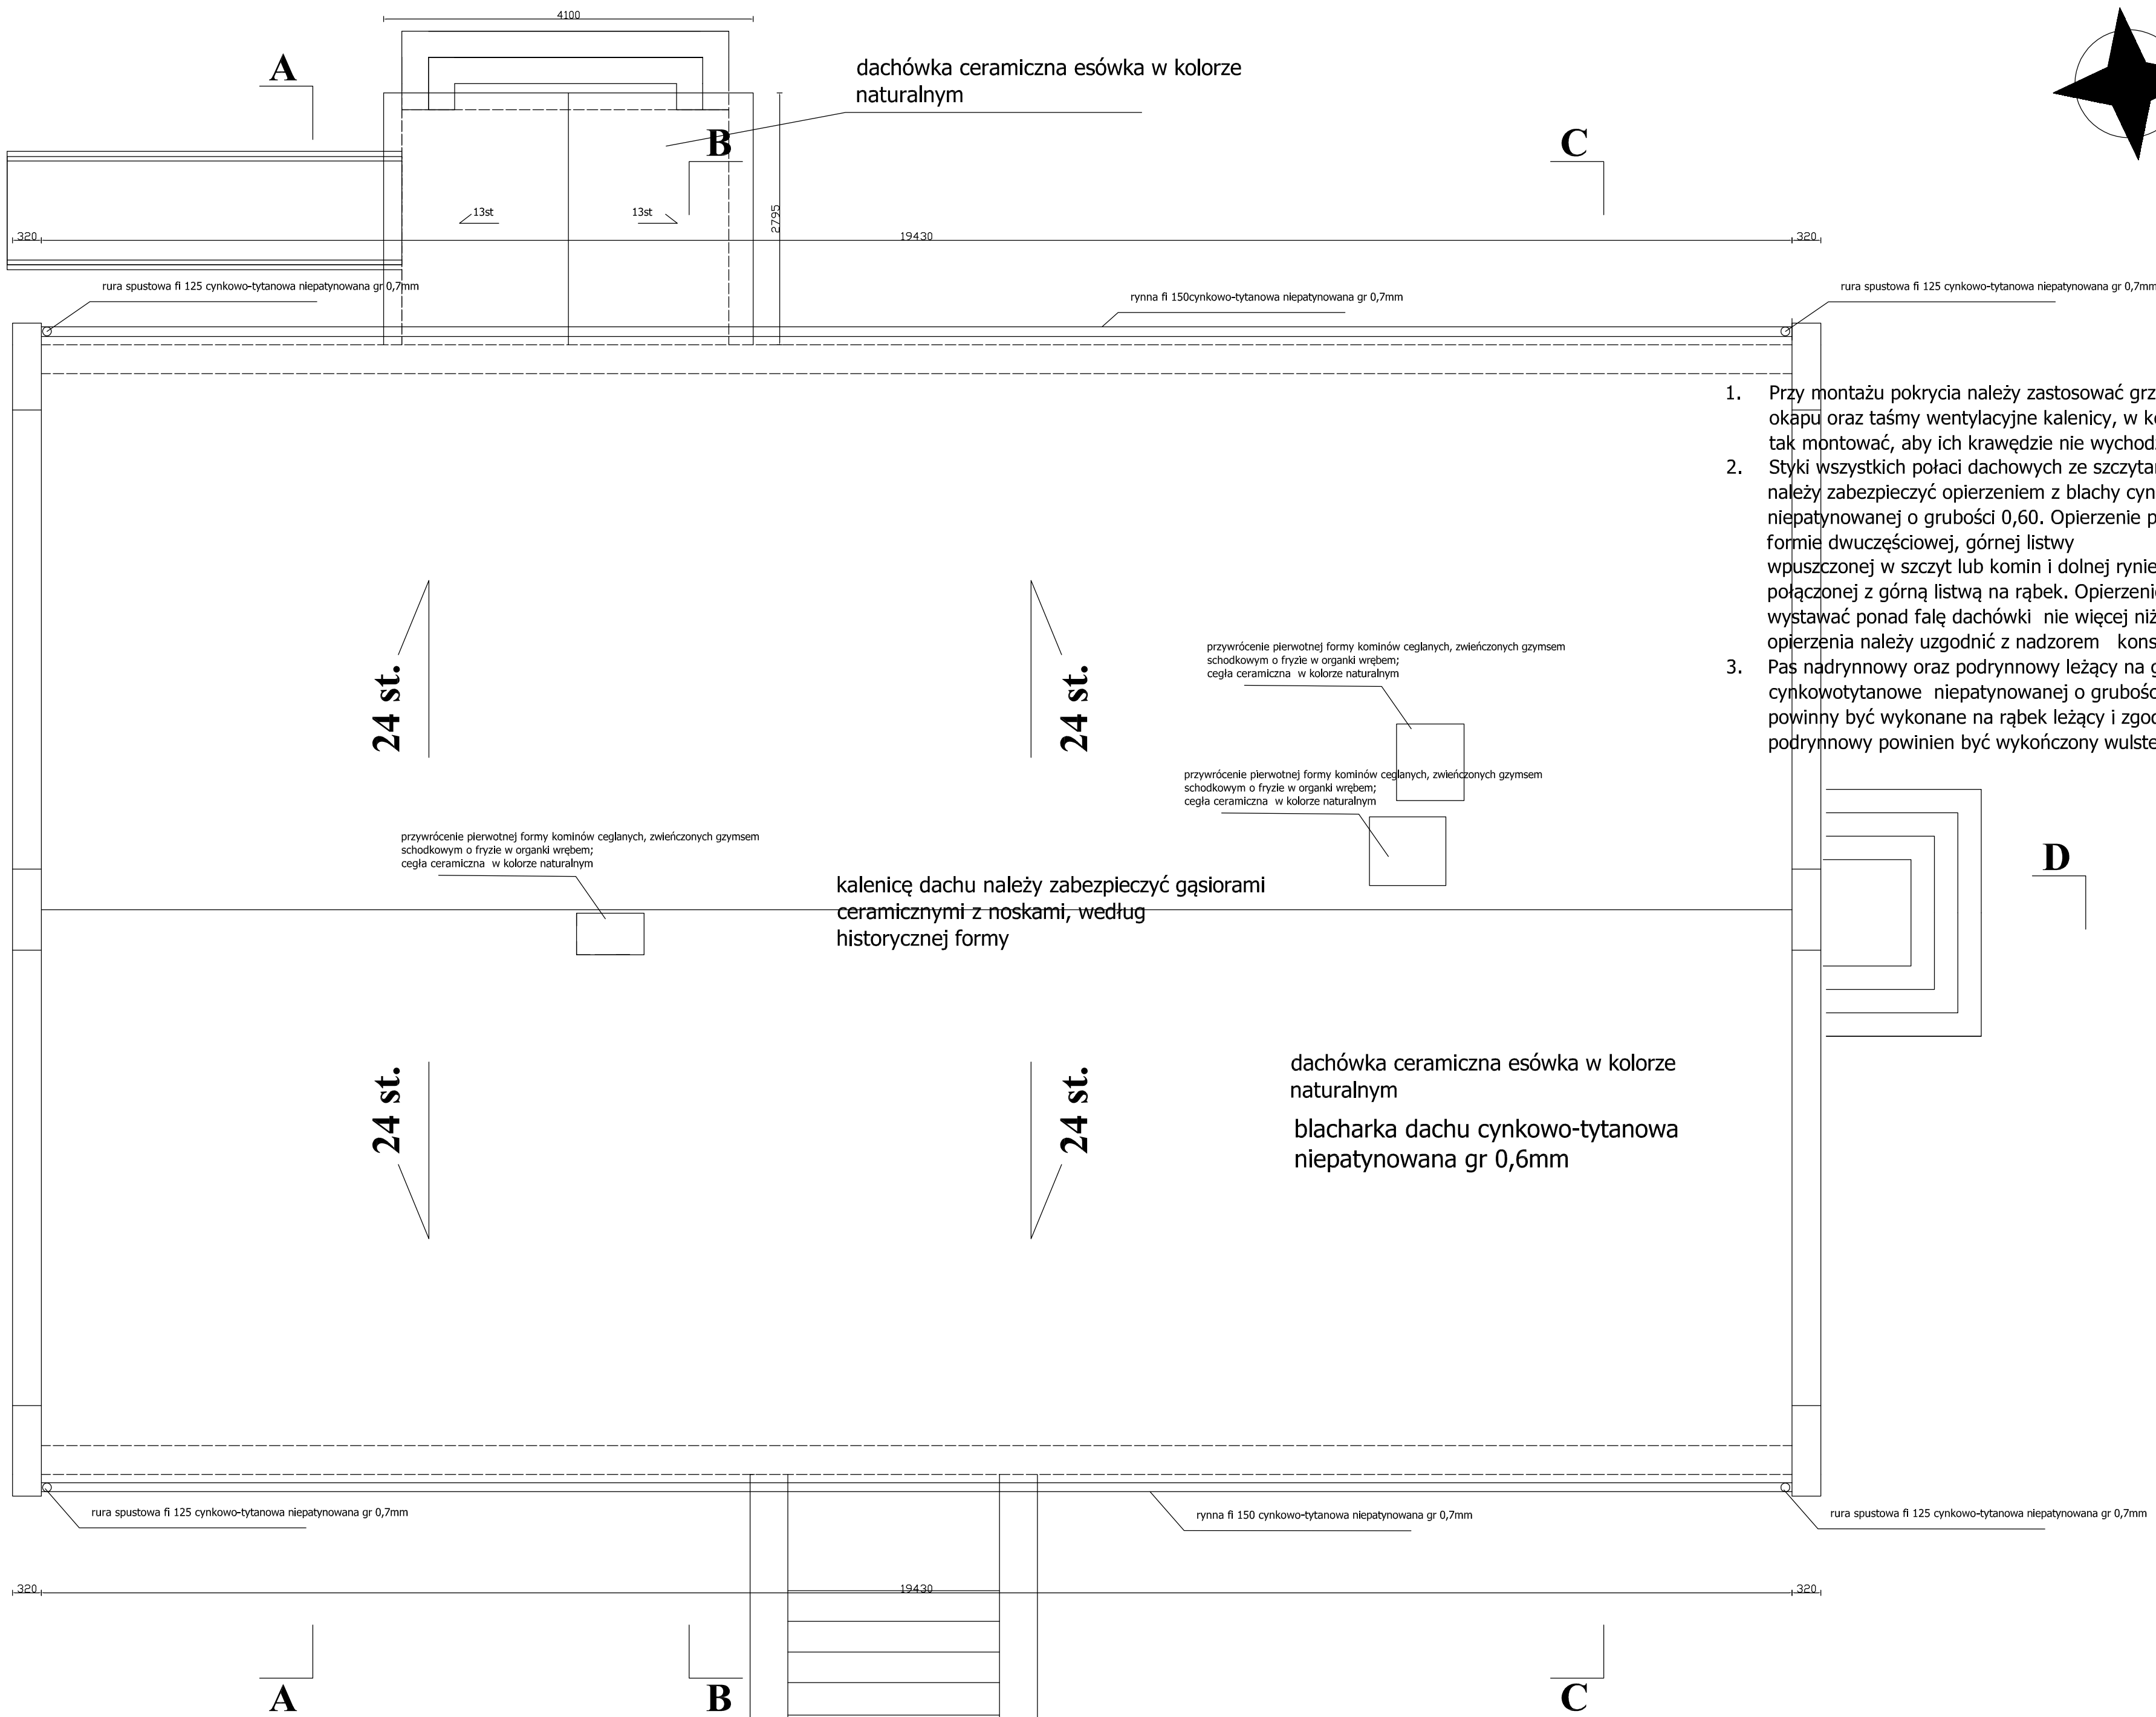 4100
A
dachówka ceramiczna esówka w kolorze
naturalnym
B
C
13st
13st
2795
320
19430
320
rura spustowa fi 125 cynkowo-tytanowa niepatynowana gr 0,7mm
rynna fi 150cynkowo-tytanowa niepatynowana gr 0,7mm
rura spustowa fi 125 cynkowo-tytanowa niepatynowana gr 0,7mm
1. Przy montażu pokrycia należy zastosować
okapu oraz taśmy wentylacyjne kalenicy, w
tak montować, aby ich krawędzie nie
2. Styki wszystkich połaci dachowych ze
należy zabezpieczyć opierzeniem z blachy
niepatynowanej o grubości 0,60. Opierzenie
formie dwuczęściowej, górnej listwy
wpuszczonej w szczyt lub komin i dolnej
połączonej z górną listwą na rąbek.
wystawać ponad falę dachówki nie więcej niż
opierzenia należy uzgodnić z nadzorem
3. Pas nadrynnowy oraz podrynnowy leżący na
cynkowotytanowe niepatynowanej o
powinny być wykonane na rąbek leżący i
podrynnowy powinien być wykończony
24 st.
24 st.
przywrócenie pierwotnej formy kominów ceglanych, zwieńczonych gzymsem
schodkowym o fryzie w organki wrębem;
cegła ceramiczna w kolorze naturalnym
przywrócenie pierwotnej formy kominów ceglanych, zwieńczonych gzymsem
schodkowym o fryzie w organki wrębem;
cegła ceramiczna w kolorze naturalnym
przywrócenie pierwotnej formy kominów ceglanych, zwieńczonych gzymsem
schodkowym o fryzie w organki wrębem;
cegła ceramiczna w kolorze naturalnym
D
kalenicę dachu należy zabezpieczyć gąsiorami
ceramicznymi z noskami, według
historycznej formy
24 st.
24 st.
dachówka ceramiczna esówka w kolorze
naturalnym
blacharka dachu cynkowo-tytanowa
niepatynowana gr 0,6mm
rura spustowa fi 125 cynkowo-tytanowa niepatynowana gr 0,7mm
rynna fi 150 cynkowo-tytanowa niepatynowana gr 0,7mm
rura spustowa fi 125 cynkowo-tytanowa niepatynowana gr 0,7mm
320
19430
320
A
B
C